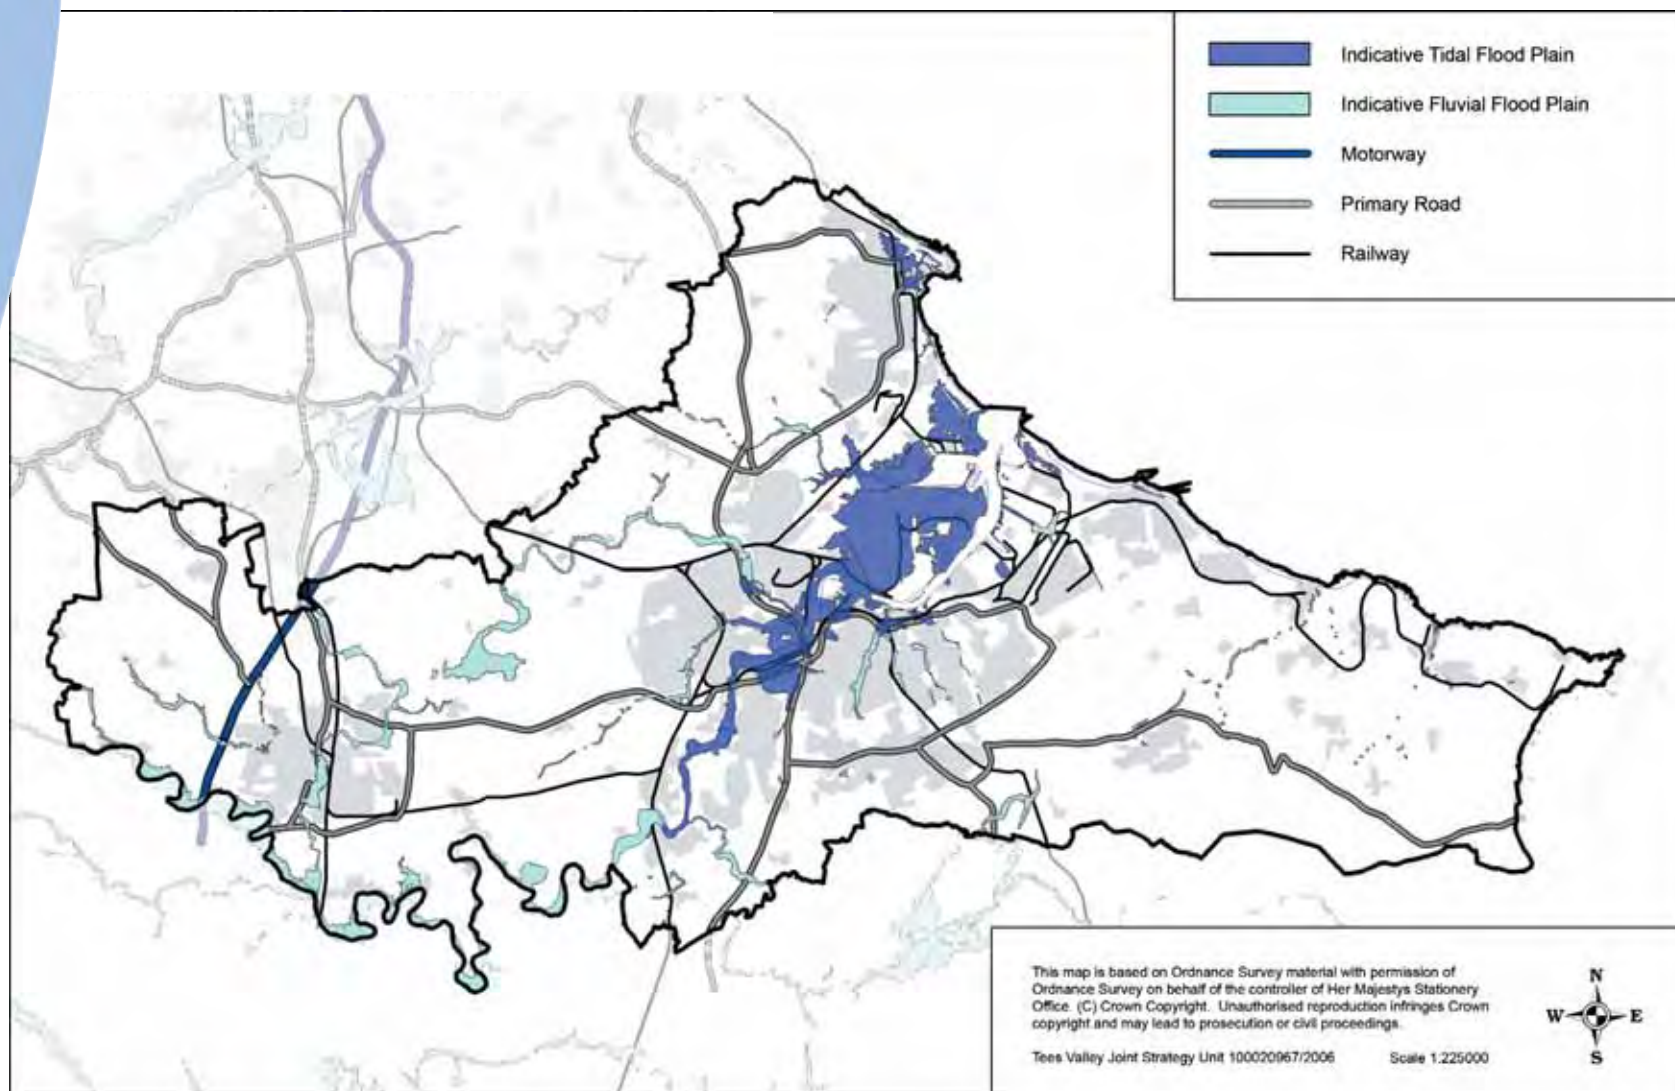 Indicative Tidal Flood Plain
Indicative Fluvial Flood Plain
Motorway
Primary Road
Railway
This map is based on Ordnance Survey material with permission of
Ordnance Survey on behalf of the controller of Her Majestys Stationery
Office. (C) Crown Copyright. Unauthorised reproduction infringes Crown
copyright and may lead to prosecution or civil proceedings.
Tees Valley Joint Strategy Unit 100020967/2006 Scale 1:225000
N
W E
S